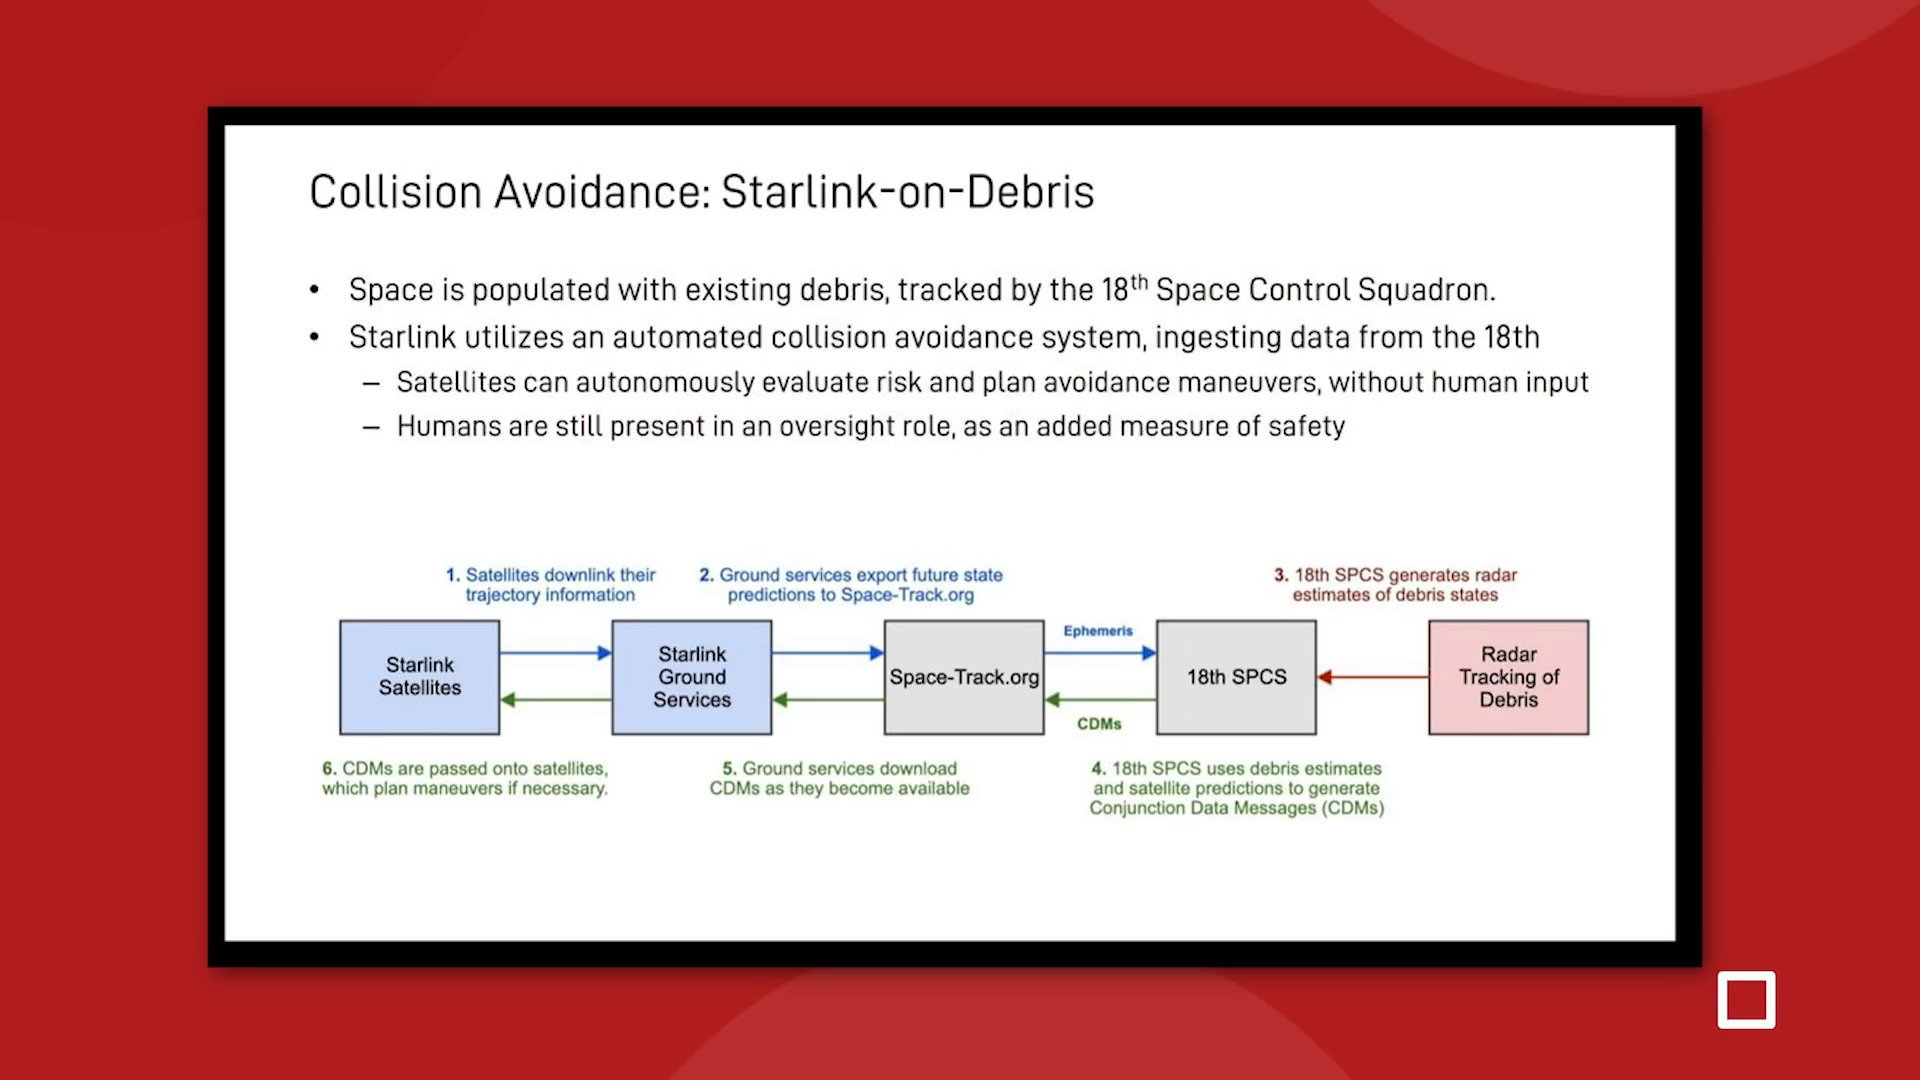 Collision Avoidance: Starlink-on-Debris
• Space is populated with existing debris, tracked by the 18th Space Control Squadron.
• Starlink utilizes an automated collision avoidance system, ingesting data from the 18th
– Satellites can autonomously evaluate risk and plan avoidance maneuvers, without human input
– Humans are still present in an oversight role, as an added measure of safety
1. Satellites downlink their
trajectory information
2. Ground services export future state
predictions to Space-Track.org
3. 18th SPCS generates radar
estimates of debris states
Starlink
Satellites
Starlink
Ground
Services
Space-Track.org
Ephemeris
CDMs
18th SPCS
Radar
Tracking of
Debris
6. CDMs are passed onto satellites,
which plan maneuvers if necessary.
5. Ground services download
CDMs as they become available
4. 18th SPCS uses debris estimates
and satellite predictions to generate
Conjunction Data Messages (CDMs)